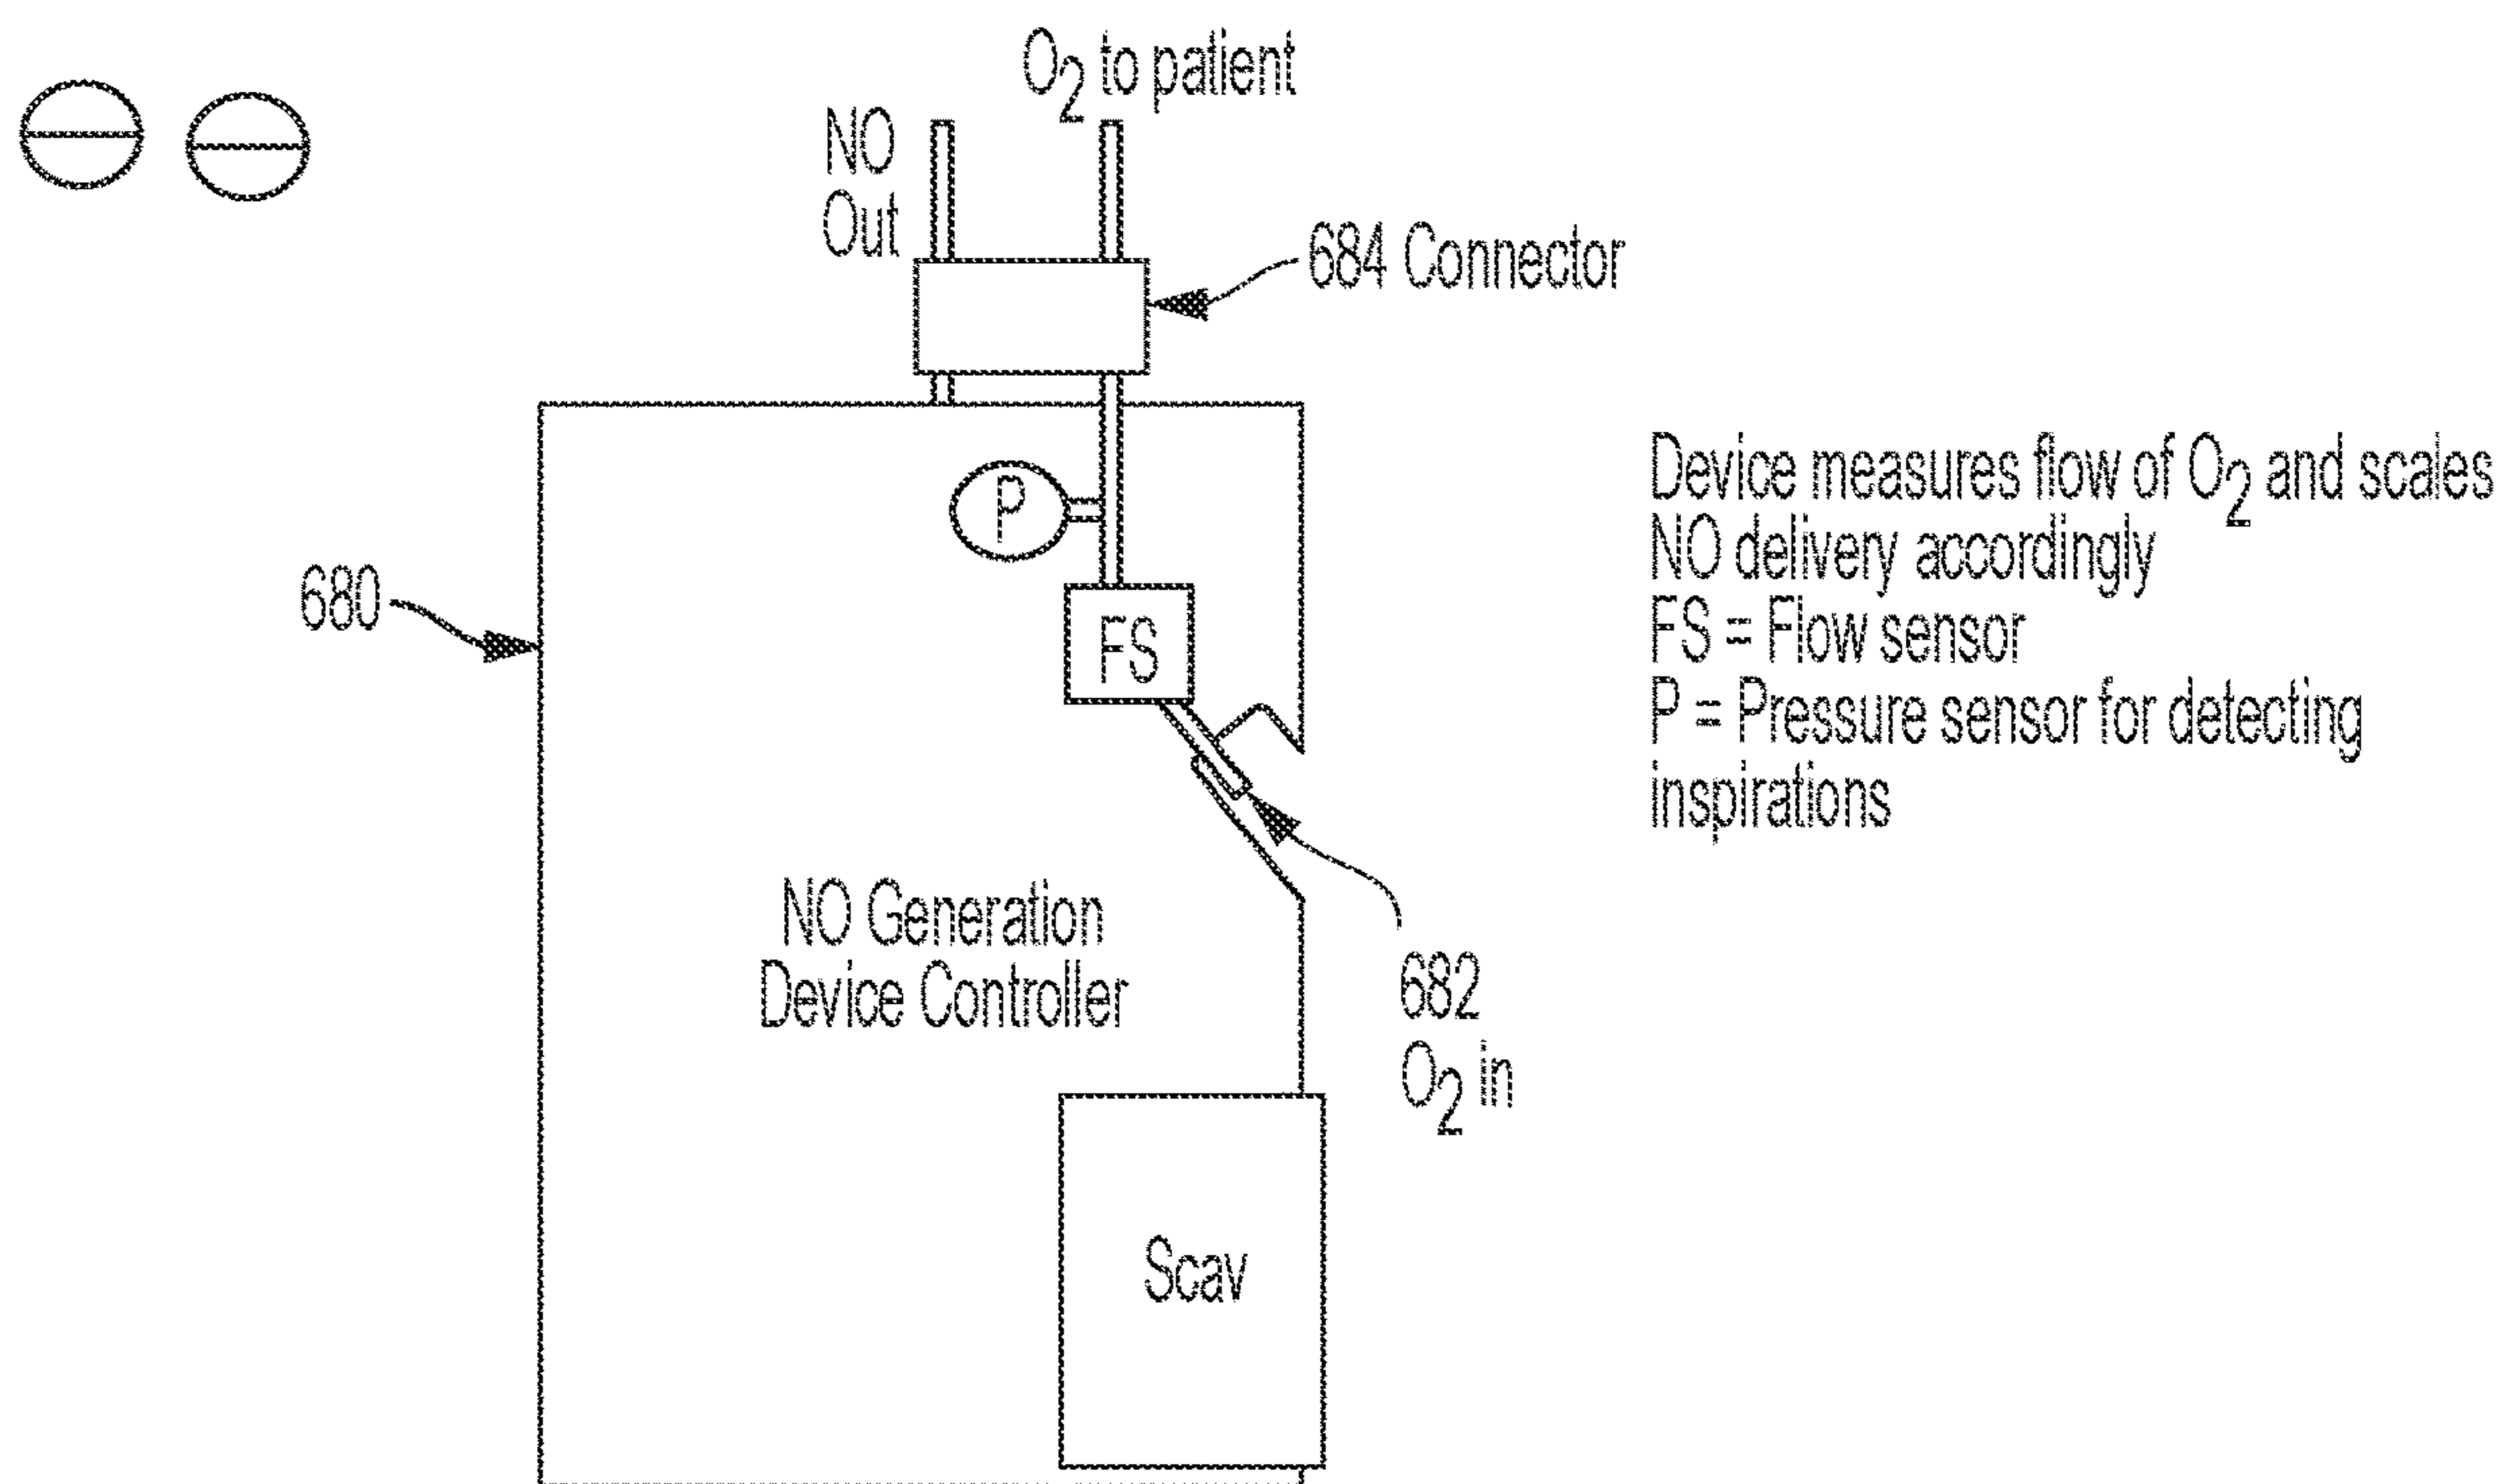 O2 to patient
NO
Out
684 Connector
Device measures flow of O2 and scales
NO delivery accordingly
FS = Flow sensor
P = Pressure sensor for detecting
inspirations
P
680
FS
NO Generation
Device Controller
682
O2 in
Scav